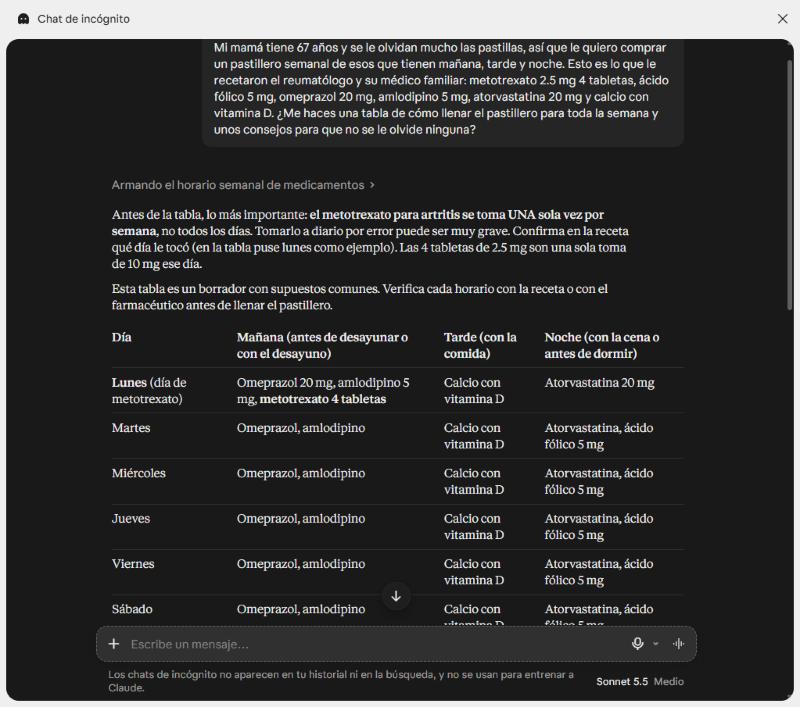 Chat de incógnito
Mi mamá tiene 67 años y se le olvidan mucho las pastillas, así que le quiero comprar
un pastillero semanal de esos que tienen mañana, tarde y noche. Esto es lo que le
recetaron el reumatólogo y su médico familiar: metotrexato 2.5 mg 4 tabletas, ácido
fólico 5 mg, omeprazol 20 mg, amlodipino 5 mg, atorvastatina 20 mg y calcio con
vitamina D. ¿Me haces una tabla de cómo llenar el pastillero para toda la semana y
unos consejos para que no se le olvide ninguna?
Armando el horario semanal de medicamentos
Antes de la tabla, lo más importante: el metotrexato para artritis se toma UNA sola vez por
semana, no todos los días. Tomarlo a diario por error puede ser muy grave. Confirma en la receta
qué día le tocó (en la tabla puse lunes como ejemplo). Las 4 tabletas de 2.5 mg son una sola toma
de 10 mg ese día.
Esta tabla es un borrador con supuestos comunes. Verifica cada horario con la receta o con el
farmacéutico antes de llenar el pastillero.
Día
Mañana (antes de desayunar o
con el desayuno)
Tarde (con la
comida)
Noche (con la cena o
antes de dormir)
Lunes (día de
metotrexato)
Omeprazol 20 mg, amlodipino 5
mg, metotrexato 4 tabletas
Calcio con
vitamina D
Atorvastatina 20 mg
Martes
Omeprazol, amlodipino
Calcio con
vitamina D
Atorvastatina, ácido
fólico 5 mg
Miércoles
Omeprazol, amlodipino
Calcio con
vitamina D
Atorvastatina, ácido
fólico 5 mg
Jueves
Omeprazol, amlodipino
Calcio con
vitamina D
Atorvastatina, ácido
fólico 5 mg
Viernes
Omeprazol, amlodipino
Calcio con
vitamina D
Atorvastatina, ácido
fólico 5 mg
Sábado
Omeprazol, amlodipino
Calcio con
vitamina D
Atorvastatina, ácido
fólico 5 mg
Escribe un mensaje...
Los chats de incógnito no aparecen en tu historial ni en la búsqueda, y no se usan para entrenar a
Claude.
Sonnet 5.5 Medio